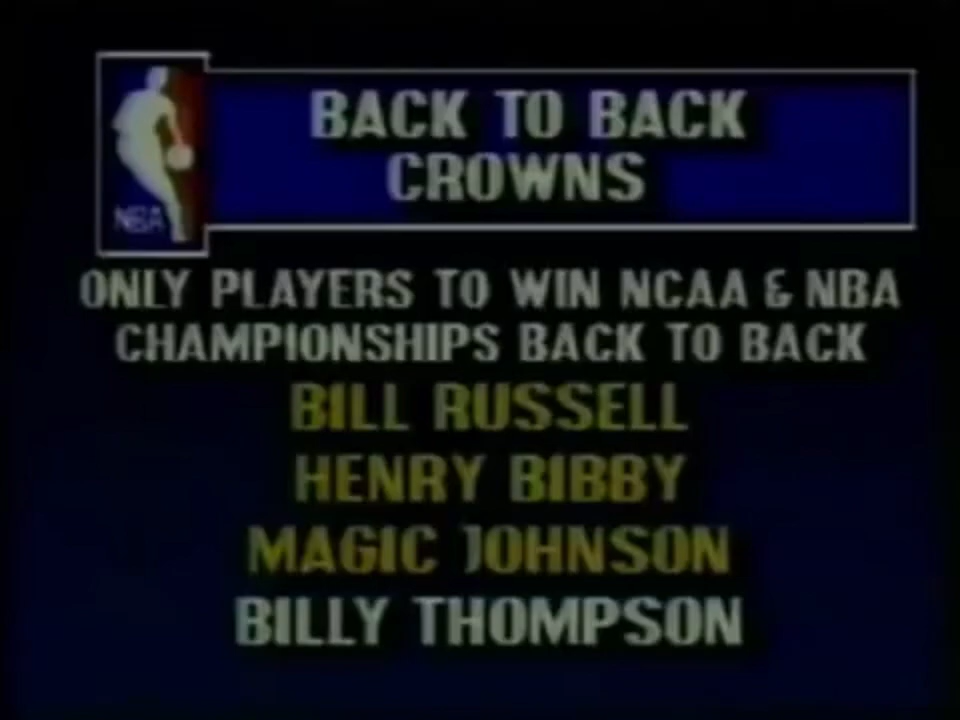 BACK TO BACK
CROWNS
NBA
ONLY PLAYERS TO WIN NCAA & NBA
CHAMPIONSHIPS BACK TO BACK
BILL RUSSELL
HENRY BIBBY
MAGIC JOHNSON
BILLY THOMPSON